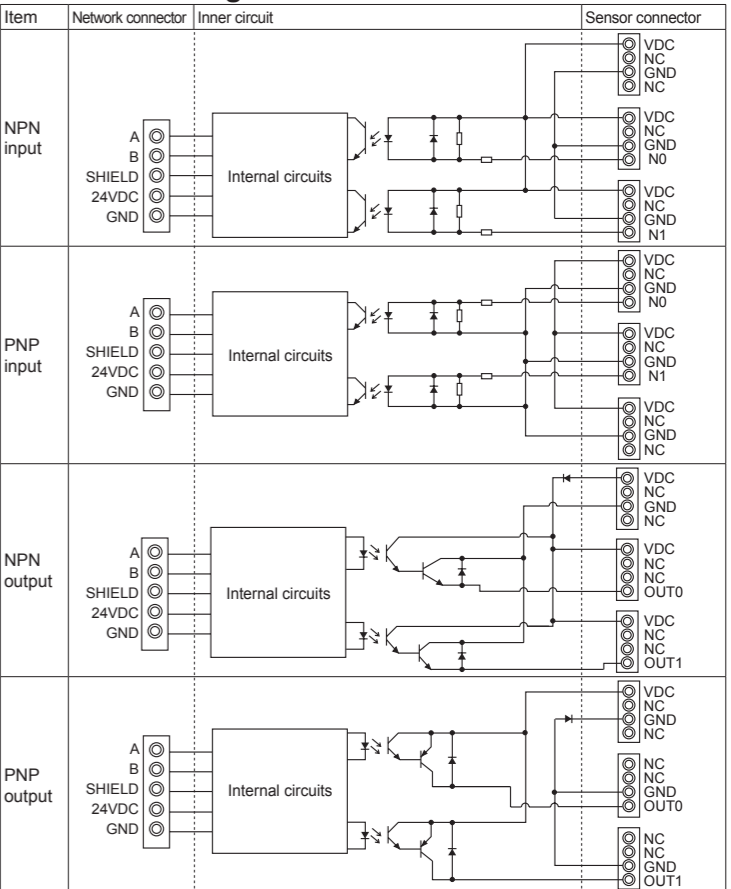 Item Network connector Inner circuit Sensor connector
NPN
input
A
B
SHIELD
24VDC
GND
Internal circuits
VDC
NC
GND
NC
VDC
NC
GND
N0
VDC
NC
GND
N1
PNP
input
A
B
SHIELD
24VDC
GND
Internal circuits
VDC
NC
GND
N0
VDC
NC
GND
N1
VDC
NC
GND
NC
NPN
output
A
B
SHIELD
24VDC
GND
Internal circuits
VDC
NC
GND
NC
VDC
NC
NC
OUT0
VDC
NC
NC
OUT1
PNP
output
A
B
SHIELD
24VDC
GND
Internal circuits
VDC
NC
GND
NC
NC
NC
GND
OUT0
NC
NC
GND
OUT1